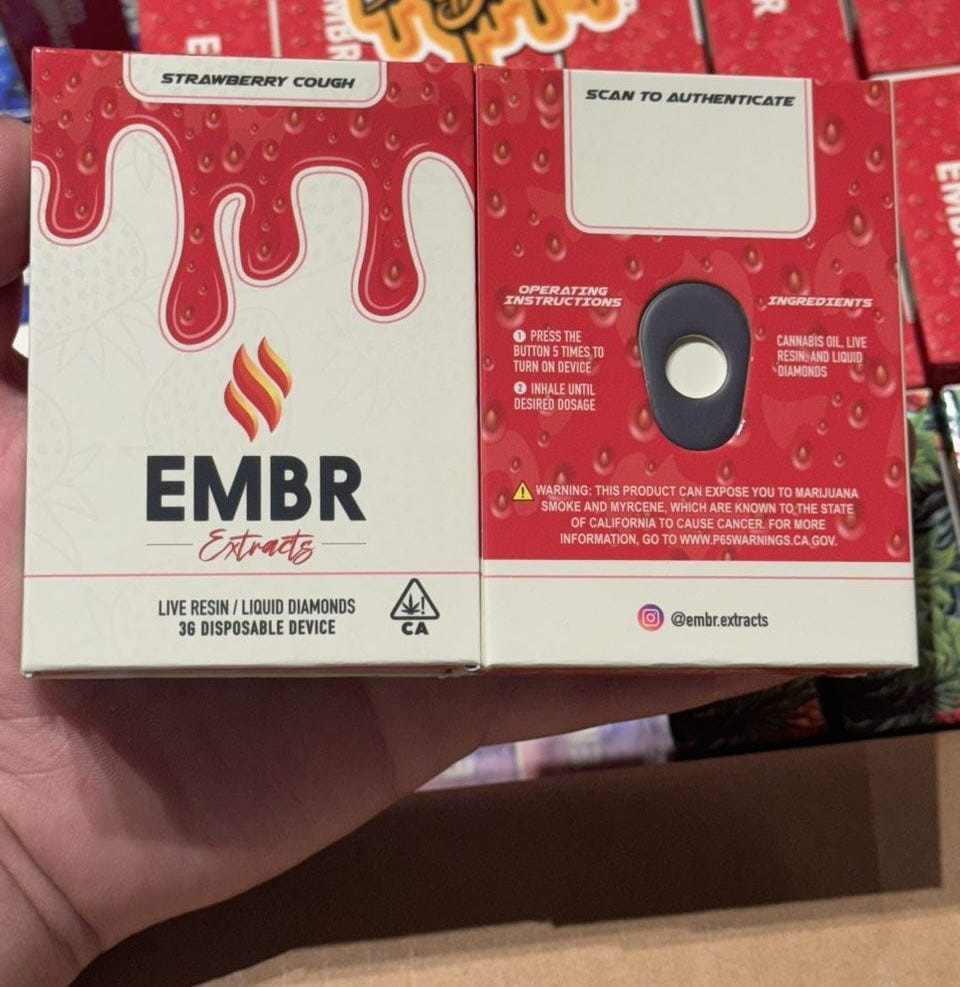 STRAWBERRY COUGH
EMBR
Extracts
LIVE RESIN / LIQUID DIAMONDS
3G DISPOSABLE DEVICE
CA
SCAN TO AUTHENTICATE
OPERATING
INSTRUCTIONS
1 PRESS THE
BUTTON 5 TIMES TO
TURN ON DEVICE
2 INHALE UNTIL
DESIRED DOSAGE
INGREDIENTS
CANNABIS OIL, LIVE
RESIN, AND LIQUID
DIAMONDS
WARNING: THIS PRODUCT CAN EXPOSE YOU TO MARIJUANA
SMOKE AND MYRCENE, WHICH ARE KNOWN TO THE STATE
OF CALIFORNIA TO CAUSE CANCER. FOR MORE
INFORMATION, GO TO WWW.P65WARNINGS.CA.GOV.
@embr.extracts